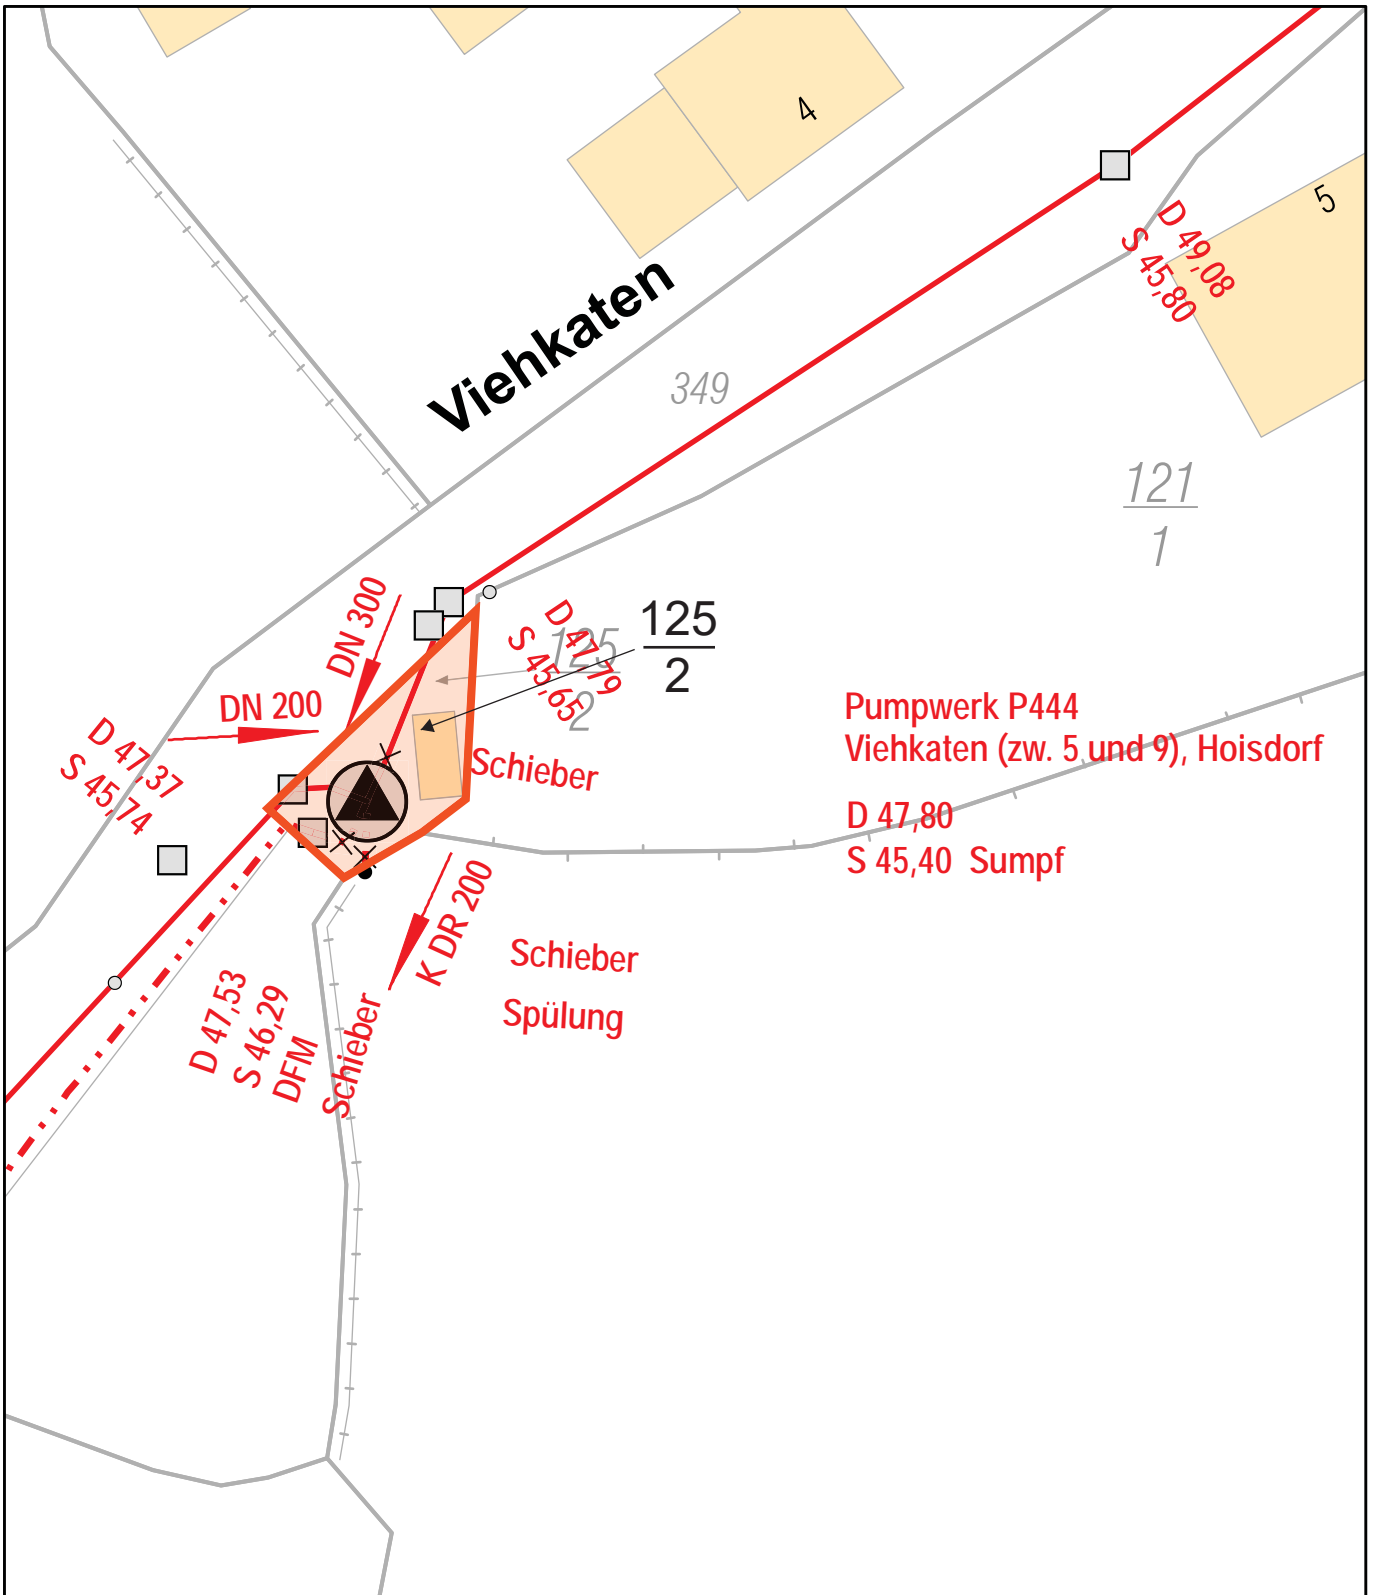 4
5
D 49,08
S 45,80
Viehkaten
349
121
1
DN 300
D 47,79
S 45,65
125
2
125
2
DN 200
D 47,37
S 45,74
Schieber
Pumpwerk P444
Viehkaten (zw. 5 und 9), Hoisdorf
D 47,80
S 45,40 Sumpf
K DR 200
Schieber
Spülung
D 47,53
S 46,29
DFM
Schieber